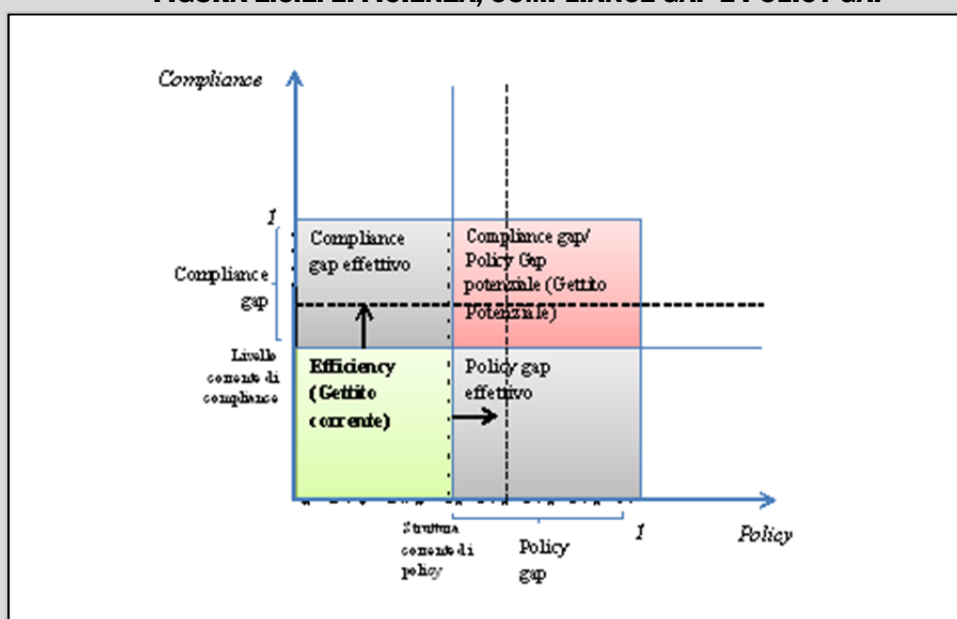 Compliance
1
Compliance
gap effettivo
Compliance gap/
Policy Gap
potenziale (Gettito
Potenziale)
Compliance
gap
Livello
corrente di
compliance
Efficiency
(Gettito
corrente)
Policy gap
effettivo
Struttura
corrente di
policy
Policy
gap
1
Policy